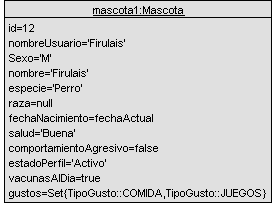 mascota1:Mascota
id=12
nombreUsuario='Firulais'
Sexo='M'
nombre='Firulais'
especie='Perro'
raza=null
fechaNacimiento=fechaActual
salud='Buena'
comportamientoAgresivo=false
estadoPerfil='Activo'
vacunasAlDia=true
gustos=Set{TipoGusto::COMIDA,TipoGusto::JUEGOS}